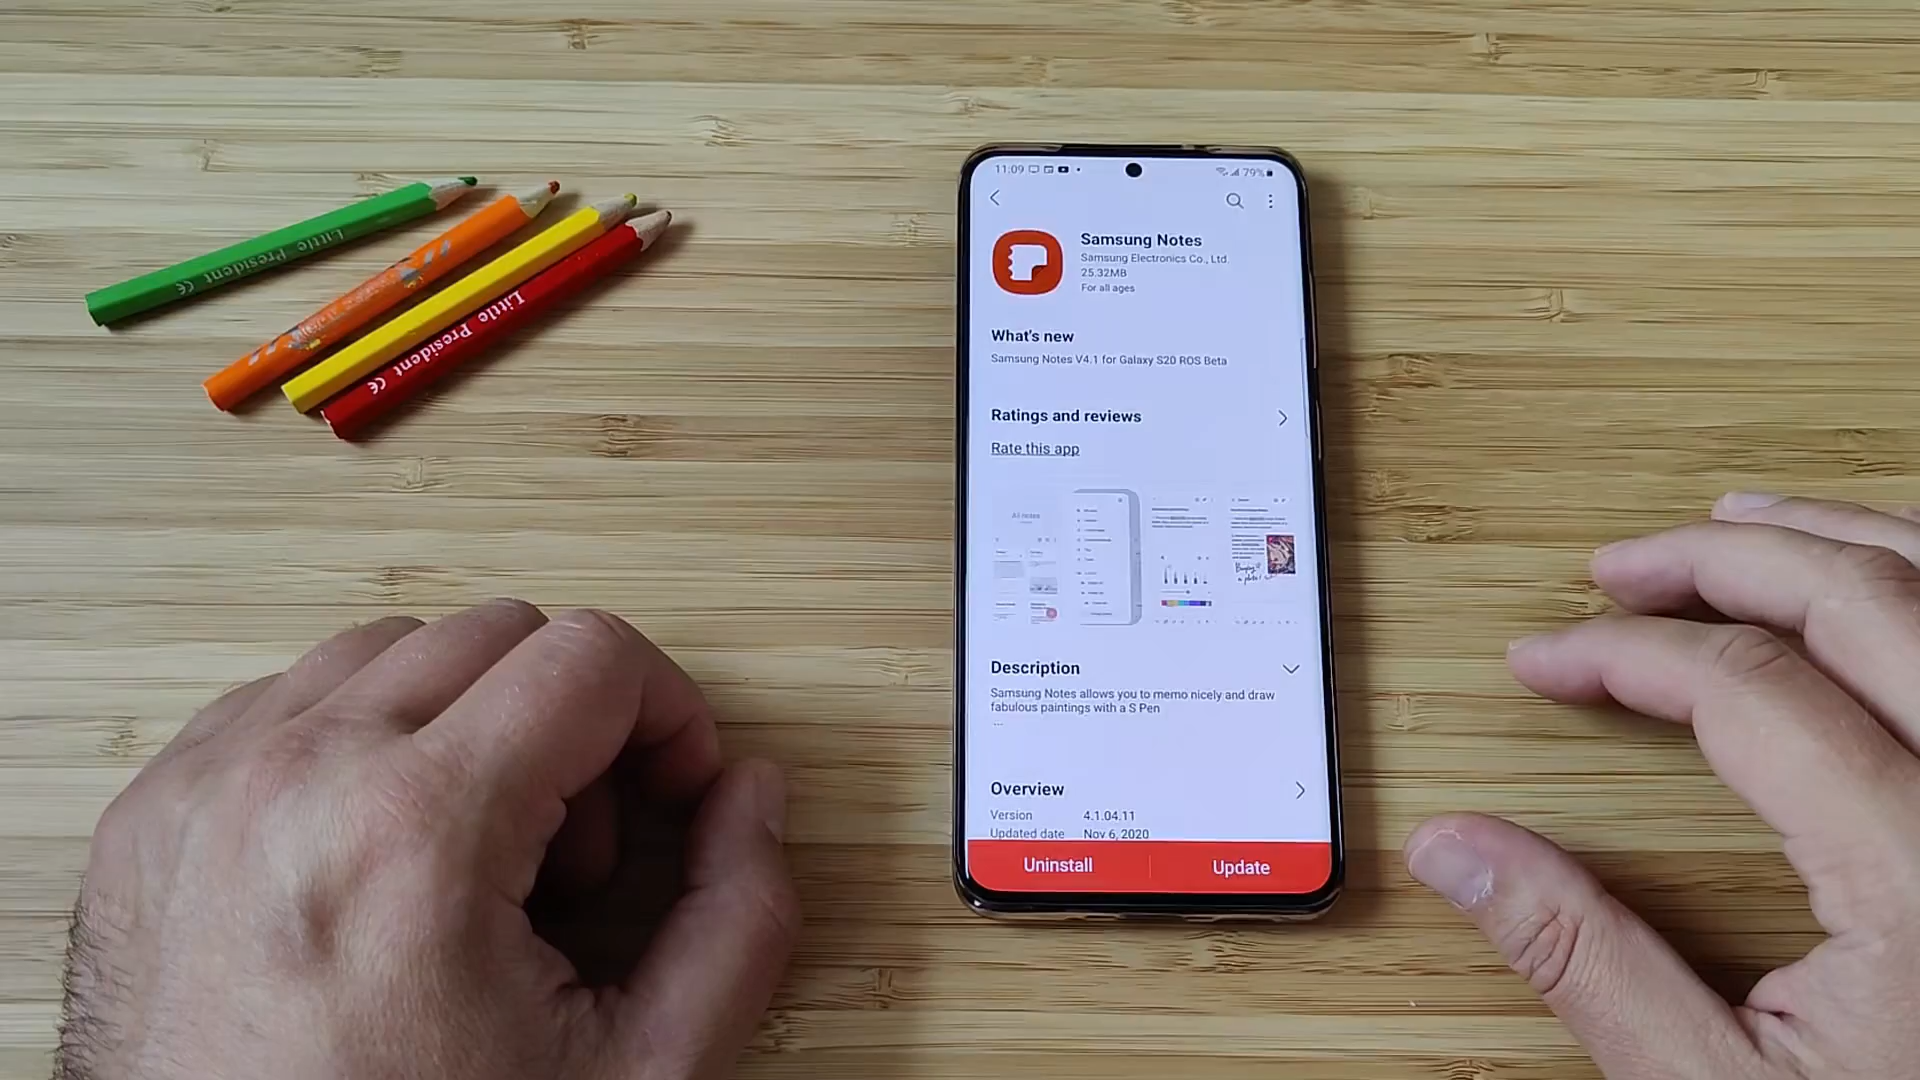 11:09
79%
Samsung Notes
Samsung Electronics Co., Ltd.
25.32MB
For all ages
What's new
Samsung Notes V4.1 for Galaxy S20 ROS Beta
Ratings and reviews
Rate this app
All notes
Description
Samsung Notes allows you to memo nicely and draw
fabulous paintings with a S Pen
...
Overview
Version 4.1.04.11
Updated date Nov 6, 2020
Uninstall Update
Little President CE
Little President CE